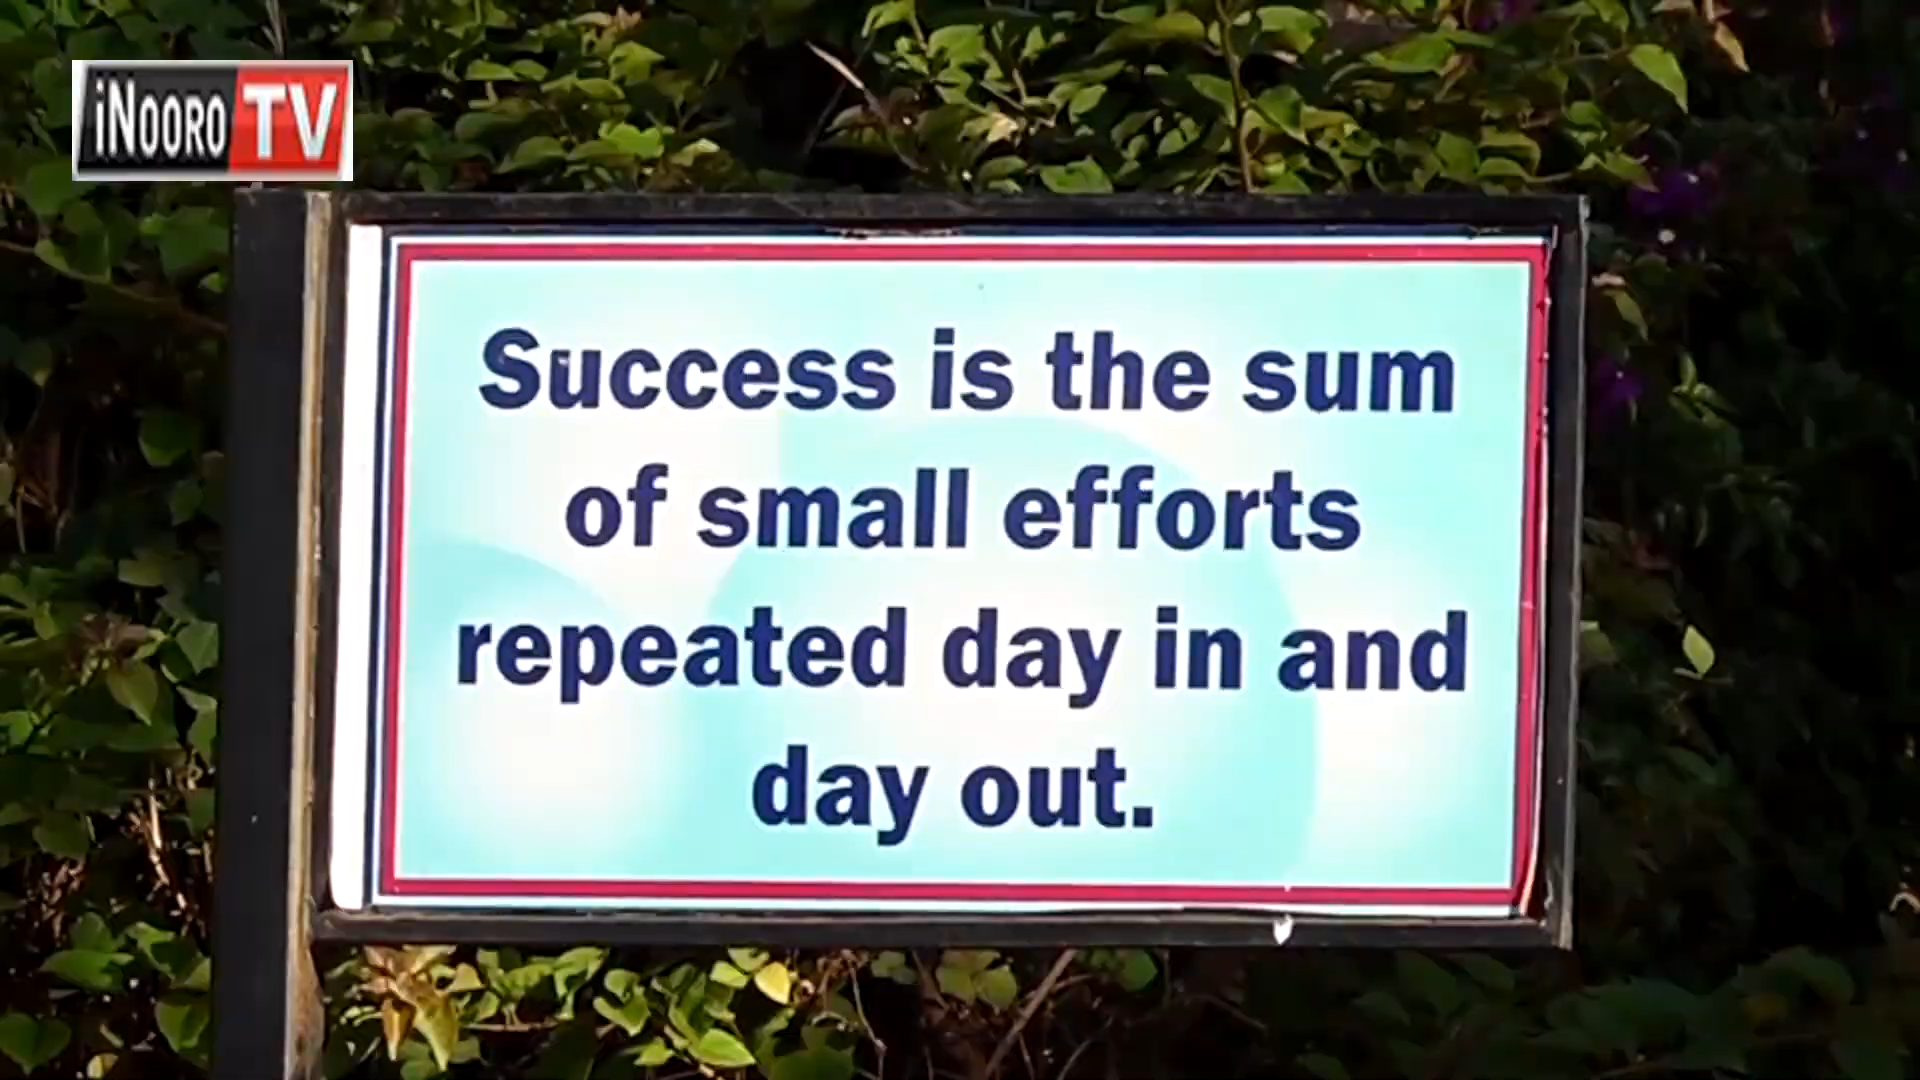 iNOORO TV
Success is the sum
of small efforts
repeated day in and
day out.